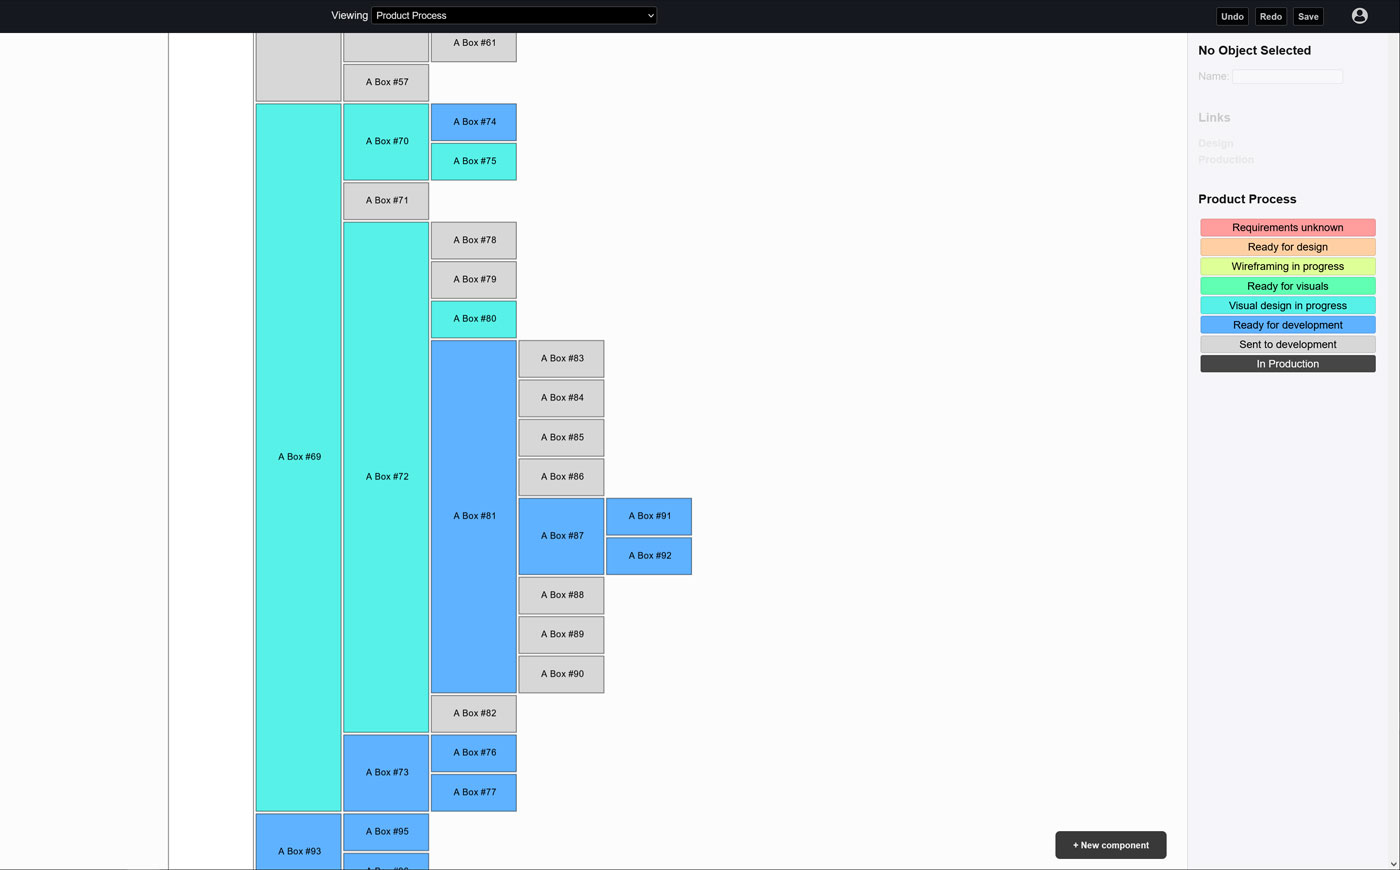 Viewing Product Process Undo Redo Save
A Box #61
A Box #57
A Box #74
A Box #70
A Box #75
A Box #71
A Box #78
A Box #79
A Box #80
A Box #83
A Box #84
A Box #85
A Box #69
A Box #72
A Box #86
A Box #81
A Box #91
A Box #87
A Box #92
A Box #88
A Box #89
A Box #90
A Box #82
A Box #76
A Box #73
A Box #77
A Box #95
A Box #93
+ New component
No Object Selected
Name:
Links
Design
Production
Product Process
Requirements unknown
Ready for design
Wireframing in progress
Ready for visuals
Visual design in progress
Ready for development
Sent to development
In Production